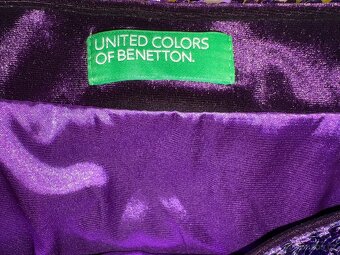 UNITED COLORS
OF BENETTON.